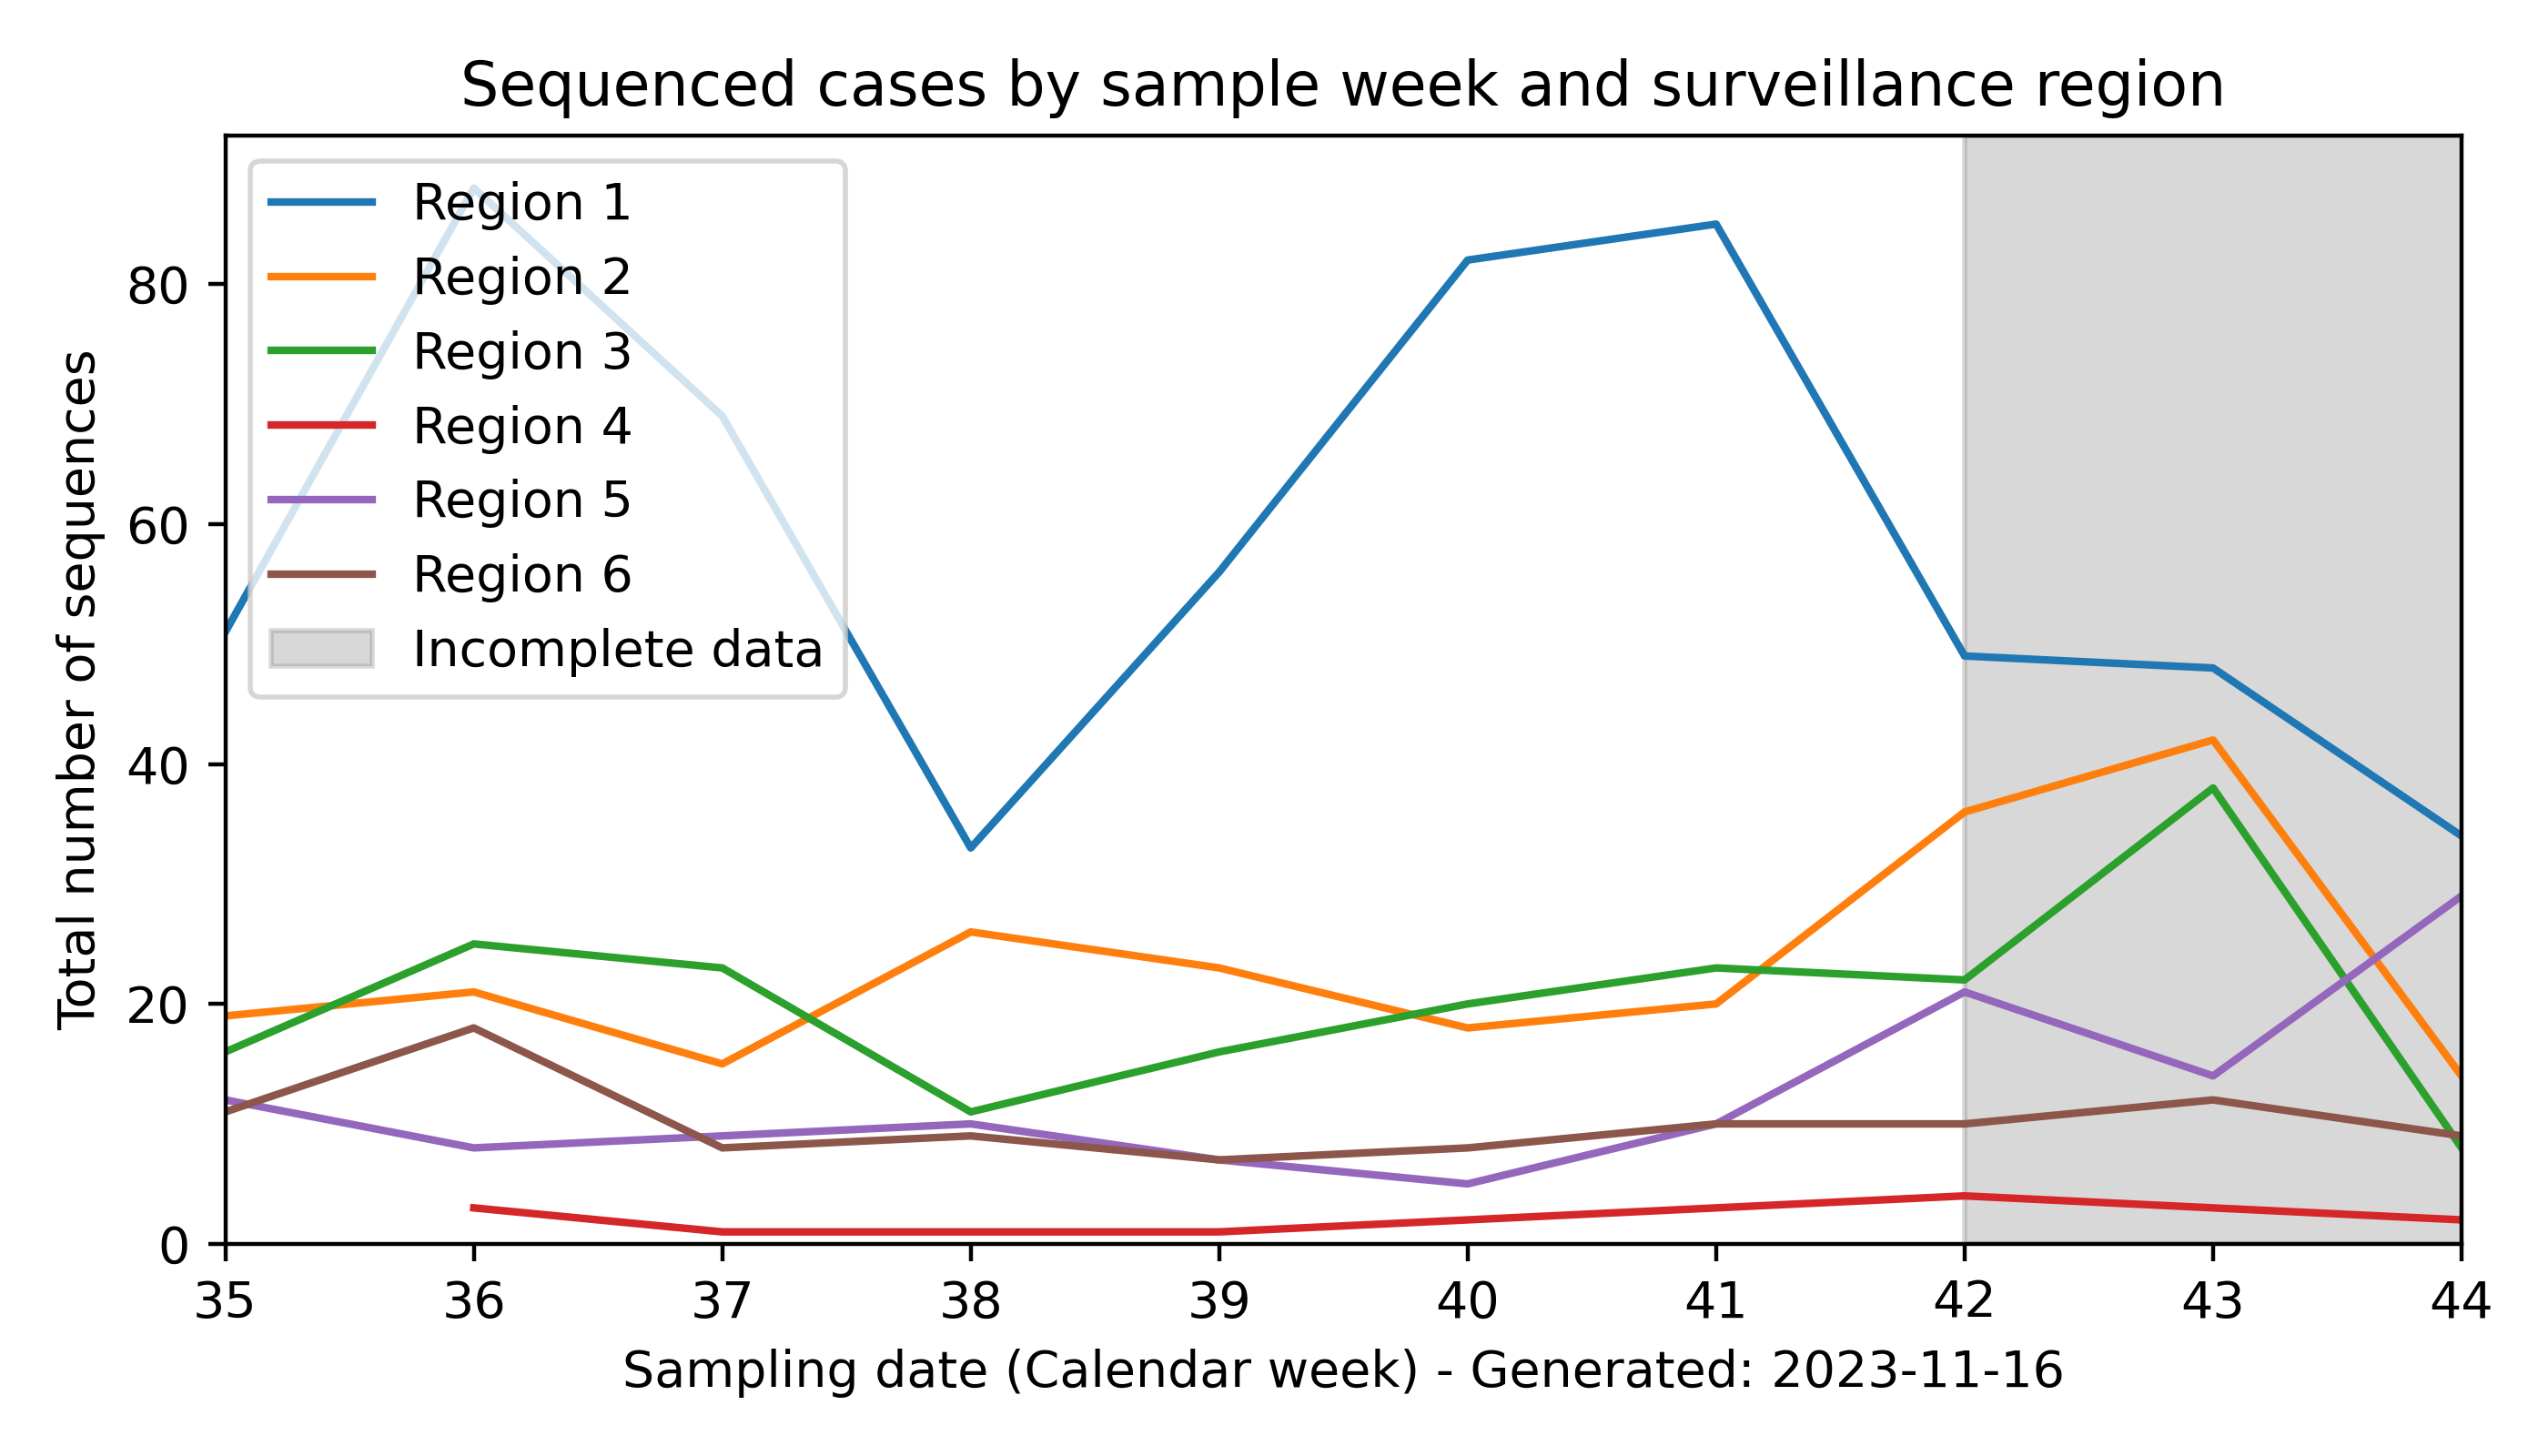 Sequenced cases by sample week and surveillance region
Total number of sequences
80
60
40
20
0
Region 1
Region 2
Region 3
Region 4
Region 5
Region 6
Incomplete data
35 36 37 38 39 40 41 42 43 44
Sampling date (Calendar week) - Generated: 2023-11-16